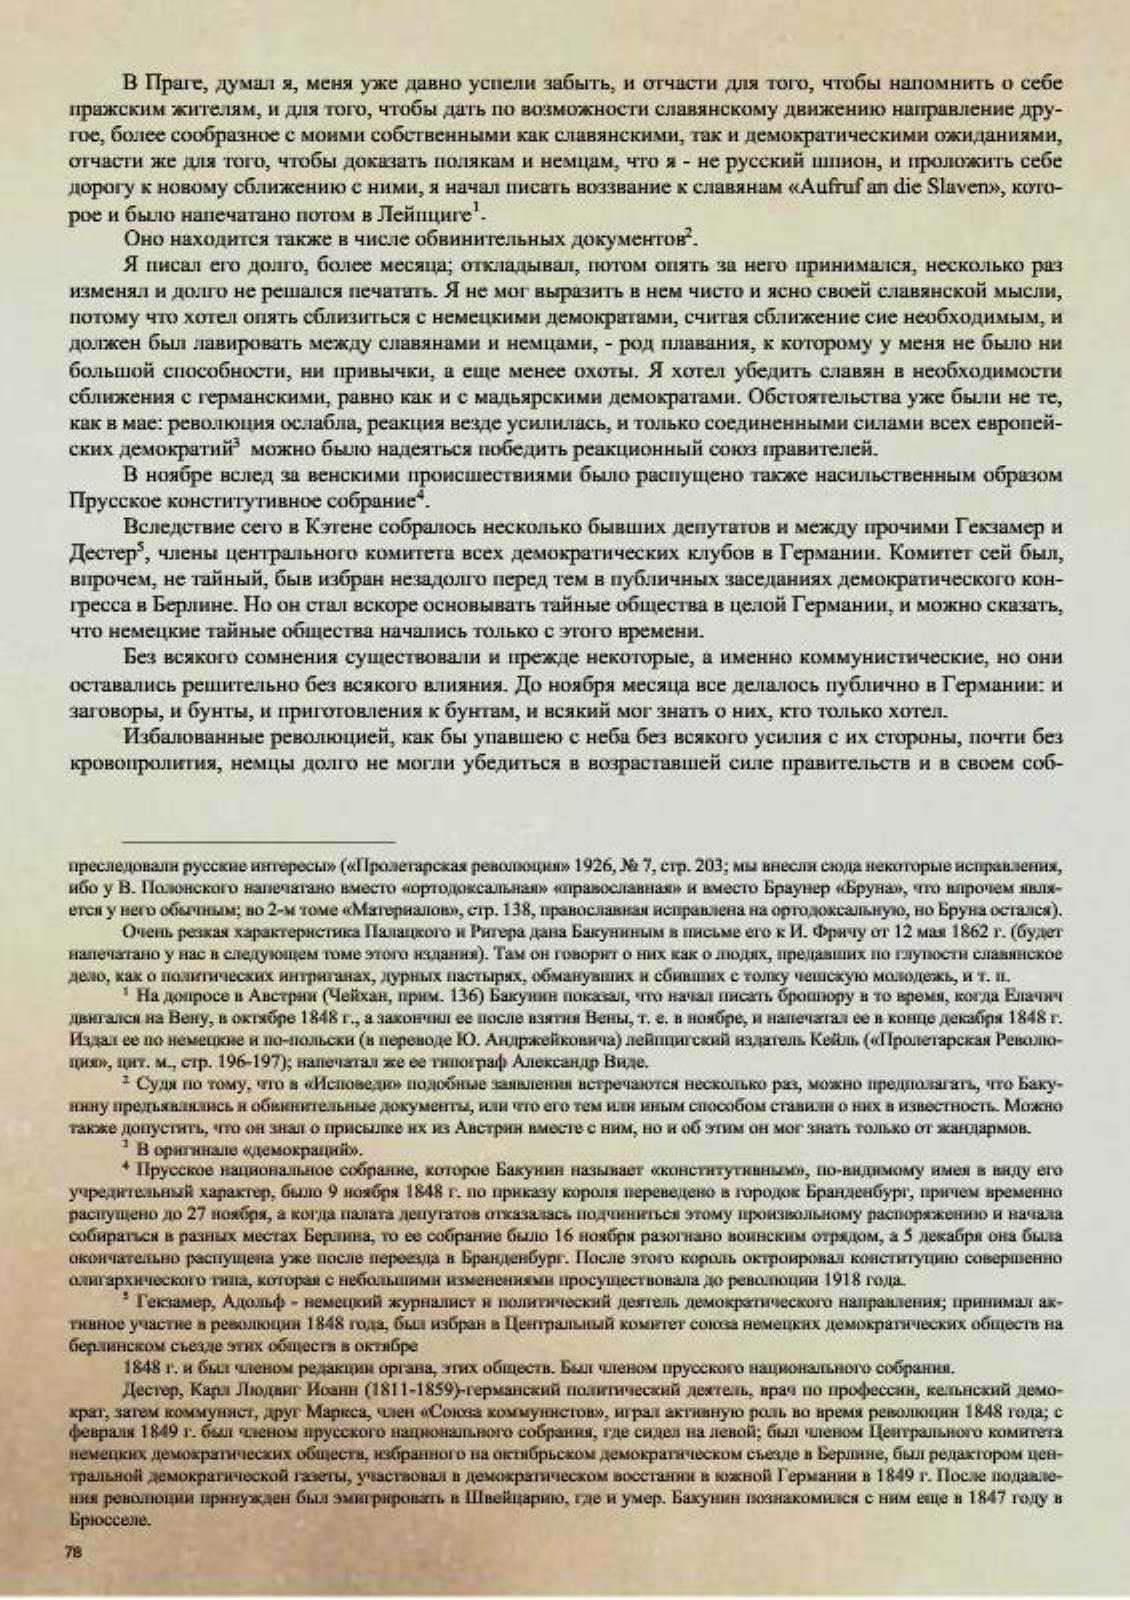 В Праге, думал я, меня уже давно успели забыть, и отчасти для того, чтобы напомнить о себе
пражским жителям, и для того, чтобы дать по возможности славянскому движению направление дру-
гое, более сообразное с моими собственными как славянскими, так и демократическими ожиданиями,
отчасти же для того, чтобы доказать полякам и немцам, что я - не русский шпион, и проложить себе
дорогу к новому сближению с ними, я начал писать воззвание к славянам «Aufruf an die Slaven», кото-
рое и было напечатано потом в Лейпциге¹.
Оно находится также в числе обвинительных документов².
Я писал его долго, более месяца; откладывал, потом опять за него принимался, несколько раз
изменял и долго не решался печатать. Я не мог выразить в нем чисто и ясно своей славянской мысли,
потому что хотел опять сблизиться с немецкими демократами, считая сближение сие необходимым, и
должен был лавировать между славянами и немцами, - род плавания, к которому у меня не было ни
большой способности, ни привычки, а еще менее охоты. Я хотел убедить славян в необходимости
сближения с германскими, равно как и с мадьярскими демократами. Обстоятельства уже были не те,
как в мае: революция ослабла, реакция везде усилилась, и только соединенными силами всех европей-
ских демократий³ можно было надеяться победить реакционный союз правителей.
В ноябре вслед за венскими происшествиями было распущено также насильственным образом
Прусское конститутивное собрание⁴.
Вследствие сего в Кэтене собралось несколько бывших депутатов и между прочими Гекзамер и
Дестер⁵, члены центрального комитета всех демократических клубов в Германии. Комитет сей был,
впрочем, не тайный, быв избран незадолго перед тем в публичных заседаниях демократического кон-
гресса в Берлине. Но он стал вскоре основывать тайные общества в целой Германии, и можно сказать,
что немецкие тайные общества начались только с этого времени.
Без всякого сомнения существовали и прежде некоторые, а именно коммунистические, но они
оставались решительно без всякого влияния. До ноября месяца все делалось публично в Германии: и
заговоры, и бунты, и приготовления к бунтам, и всякий мог знать о них, кто только хотел.
Избалованные революцией, как бы упавшею с неба без всякого усилия с их стороны, почти без
кровопролития, немцы долго не могли убедиться в возраставшей силе правительств и в своем соб-
преследовали русские интересы» («Пролетарская революция» 1926, № 7, стр. 203; мы внесли сюда некоторые исправления,
ибо у В. Полонского напечатано вместо «ортодоксальная» «православная» и вместо Браунер «Бруна», что впрочем явля-
ется у него обычным; во 2-м томе «Материалов», стр. 138, православная исправлена на ортодоксальную, но Бруна остался).
Очень резкая характеристика Палацкого и Ригера дана Бакуниным в письме его к И. Фричу от 12 мая 1862 г. (будет
напечатано у нас в следующем томе этого издания). Там он говорит о них как о людях, предавших по глупости славянское
дело, как о политических интриганах, дурных пастырях, обманувших и сбивших с толку чешскую молодежь, и т. п.
¹ На допросе в Австрии (Чейхан, прим. 136) Бакунин показал, что начал писать брошюру в то время, когда Елачич
двигался на Вену, в октябре 1848 г., а закончил ее после взятия Вены, т. е. в ноябре, и напечатал ее в конце декабря 1848 г.
Издал ее по немецкие и по-польски (в переводе Ю. Андржейковича) лейпцигский издатель Кейль («Пролетарская Револю-
ция», цит. м., стр. 196-197); напечатал же ее типограф Александр Виде.
² Судя по тому, что в «Исповеди» подобные заявления встречаются несколько раз, можно предполагать, что Баку-
нину предъявлялись и обвинительные документы, или что его тем или иным способом ставили о них в известность. Можно
также допустить, что он знал о присылке их из Австрии вместе с ним, но и об этим он мог знать только от жандармов.
³ В оригинале «демокраций».
⁴ Прусское национальное собрание, которое Бакунин называет «конститутивным», по-видимому имея в виду его
учредительный характер, было 9 ноября 1848 г. по приказу короля переведено в городок Бранденбург, причем временно
распущено до 27 ноября, а когда палата депутатов отказалась подчиниться этому произвольному распоряжению и начала
собираться в разных местах Берлина, то ее собрание было 16 ноября разогнано воинским отрядом, а 5 декабря она была
окончательно распущена уже после переезда в Бранденбург. После этого король октроировал конституцию совершенно
олигархического типа, которая с небольшими изменениями просуществовала до революции 1918 года.
⁵ Гекзамер, Адольф - немецкий журналист и политический деятель демократического направления; принимал ак-
тивное участие в революции 1848 года, был избран в Центральный комитет союза немецких демократических обществ на
берлинском съезде этих обществ в октябре
1848 г. и был членом редакции органа, этих обществ. Был членом прусского национального собрания.
Дестер, Карл Людвиг Иоанн (1811-1859)-германский политический деятель, врач по профессии, кельнский демо-
крат, затем коммунист, друг Маркса, член «Союза коммунистов», играл активную роль во время революции 1848 года; с
февраля 1849 г. был членом прусского национального собрания, где сидел на левой; был членом Центрального комитета
немецких демократических обществ, избранного на октябрьском демократическом съезде в Берлине, был редактором цен-
тральной демократической газеты, участвовал в демократическом восстании в южной Германии в 1849 г. После подавле-
ния революции принужден был эмигрировать в Швейцарию, где и умер. Бакунин познакомился с ним еще в 1847 году в
Брюсселе.
78